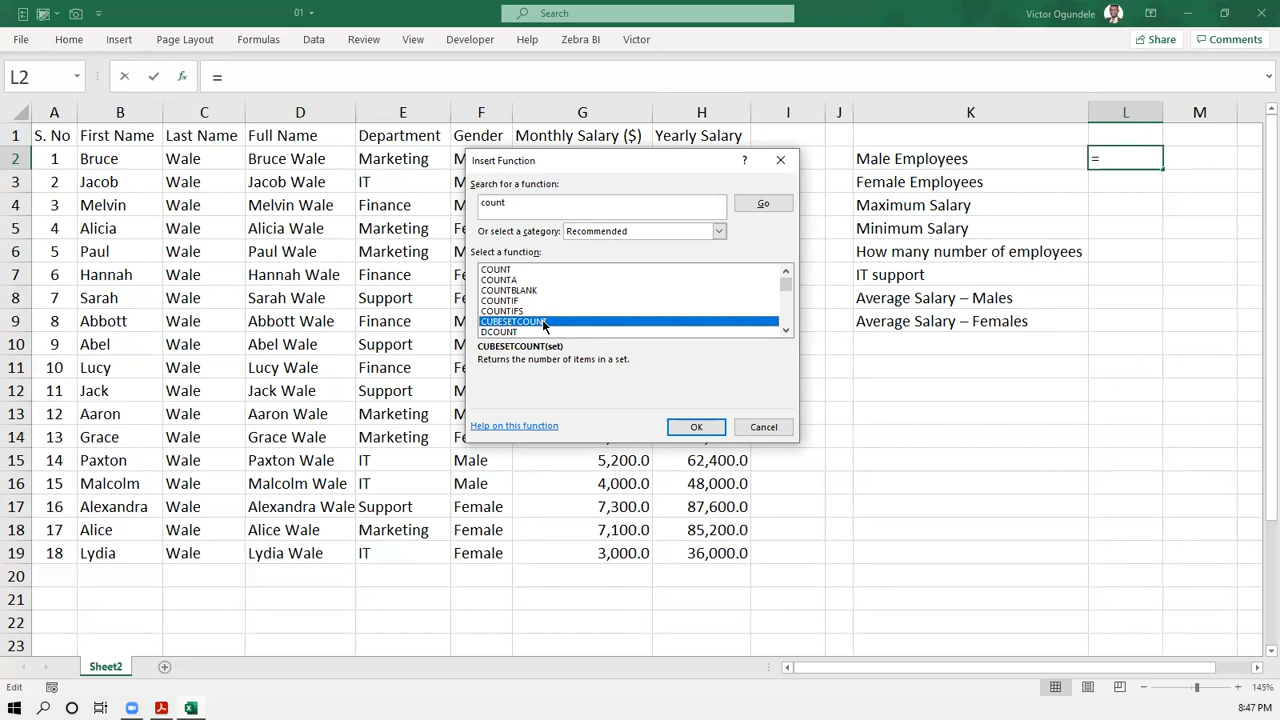 01
Search
Victor Ogundele
File Home Insert Page Layout Formulas Data Review View Developer Help Zebra BI Victor Share Comments
L2 fx =
A B C D E F G H I J K L M
1 S. No First Name Last Name Full Name Department Gender Monthly Salary ($) Yearly Salary
2 1 Bruce Wale Bruce Wale Marketing Male Employees =
3 2 Jacob Wale Jacob Wale IT Female Employees
4 3 Melvin Wale Melvin Wale Finance Maximum Salary
5 4 Alicia Wale Alicia Wale Finance Minimum Salary
6 5 Paul Wale Paul Wale Finance How many number of employees
7 6 Hannah Wale Hannah Wale Finance IT support
8 7 Sarah Wale Sarah Wale Support Average Salary – Males
9 8 Abbott Wale Abbott Wale Finance Average Salary – Females
10 9 Abel Wale Abel Wale Support
11 10 Lucy Wale Lucy Wale Finance
12 11 Jack Wale Jack Wale Support
13 12 Aaron Wale Aaron Wale Marketing
14 13 Grace Wale Grace Wale Marketing
15 14 Paxton Wale Paxton Wale IT Male 5,200.0 62,400.0
16 15 Malcolm Wale Malcolm Wale IT Male 4,000.0 48,000.0
17 16 Alexandra Wale Alexandra Wale Support Female 7,300.0 87,600.0
18 17 Alice Wale Alice Wale Marketing Female 7,100.0 85,200.0
19 18 Lydia Wale Lydia Wale IT Female 3,000.0 36,000.0
20
21
22
23
Insert Function ?
Search for a function:
count Go
Or select a category: Recommended
Select a function:
COUNT
COUNTA
COUNTBLANK
COUNTIF
COUNTIFS
CUBESETCOUNT
DCOUNT
CUBESETCOUNT(set)
Returns the number of items in a set.
Help on this function OK Cancel
Sheet2
Edit 145%
8:47 PM